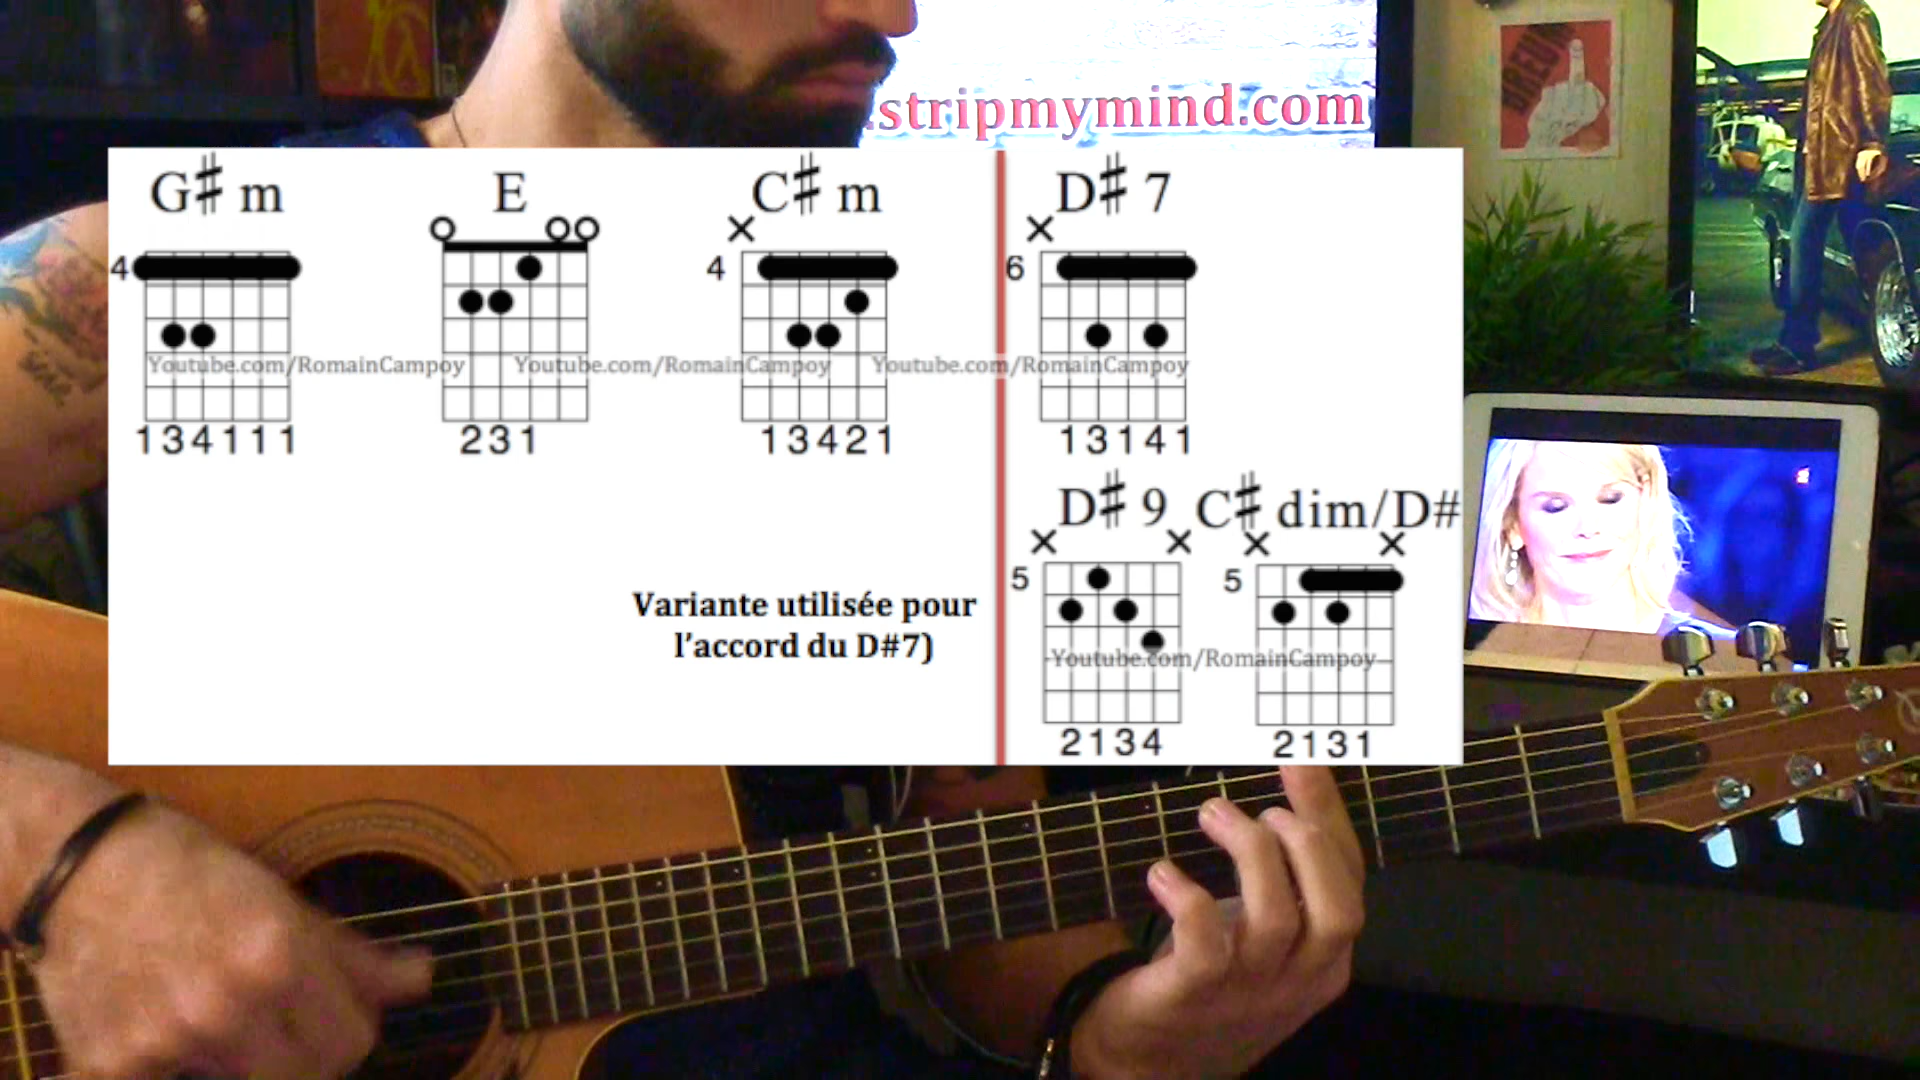 .stripmymind.com
G# m E C# m D# 7
4 4 6
Youtube.com/RomainCampoy Youtube.com/RomainCampoy Youtube.com/RomainCampoy
134111 231 13421 13141
D# 9 C# dim/D#
5 5
Variante utilisée pour
l'accord du D#7)
Youtube.com/RomainCampoy
2134 2131